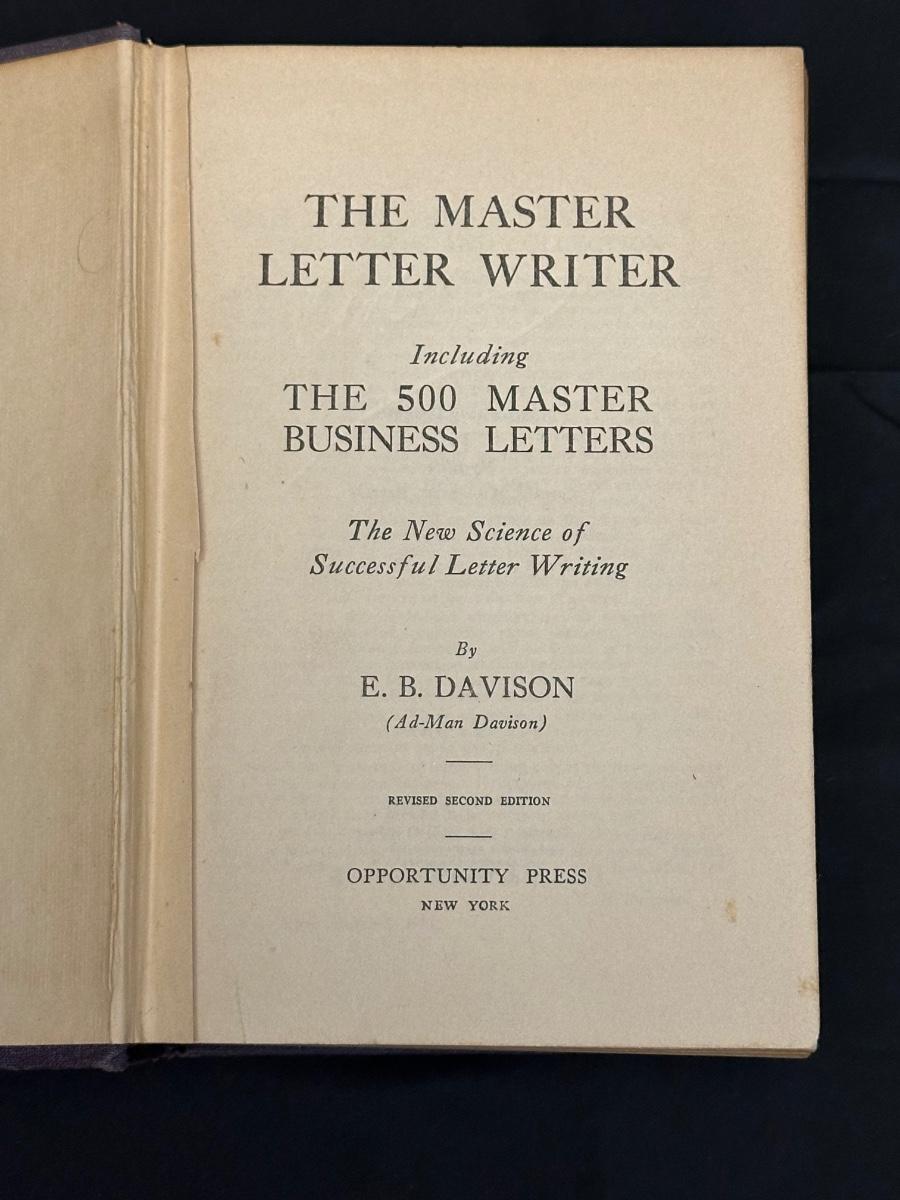 THE MASTER
LETTER WRITER
Including
THE 500 MASTER
BUSINESS LETTERS
The New Science of
Successful Letter Writing
By
E. B. DAVISON
(Ad-Man Davison)
REVISED SECOND EDITION
OPPORTUNITY PRESS
NEW YORK